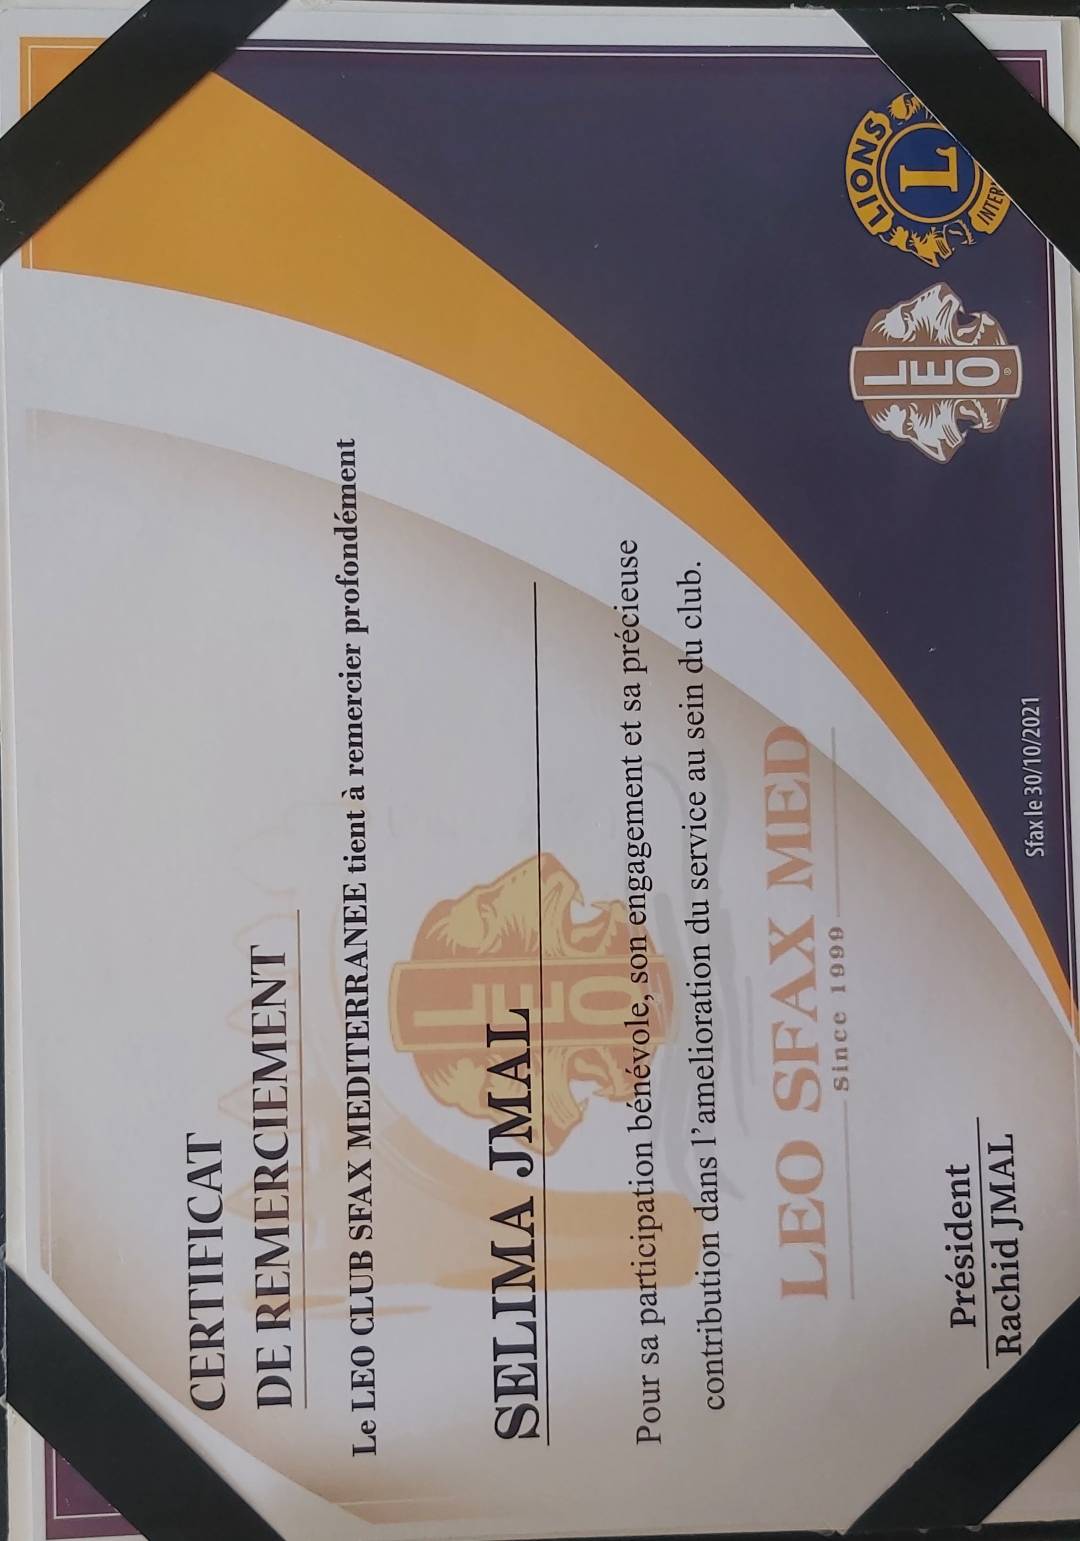 CERTIFICAT
DE REMERCIEMENT
Le LEO CLUB SFAX MEDITERRANEE tient à remercier profondément
SELIMA JMAL
LEO
Pour sa participation bénévole, son engagement et sa précieuse
contribution dans l’amelioration du service au sein du club.
LEO SFAX MED
Since 1999
Président
Rachid JMAL
Sfax le 30/10/2021
LEO
LIONS
L